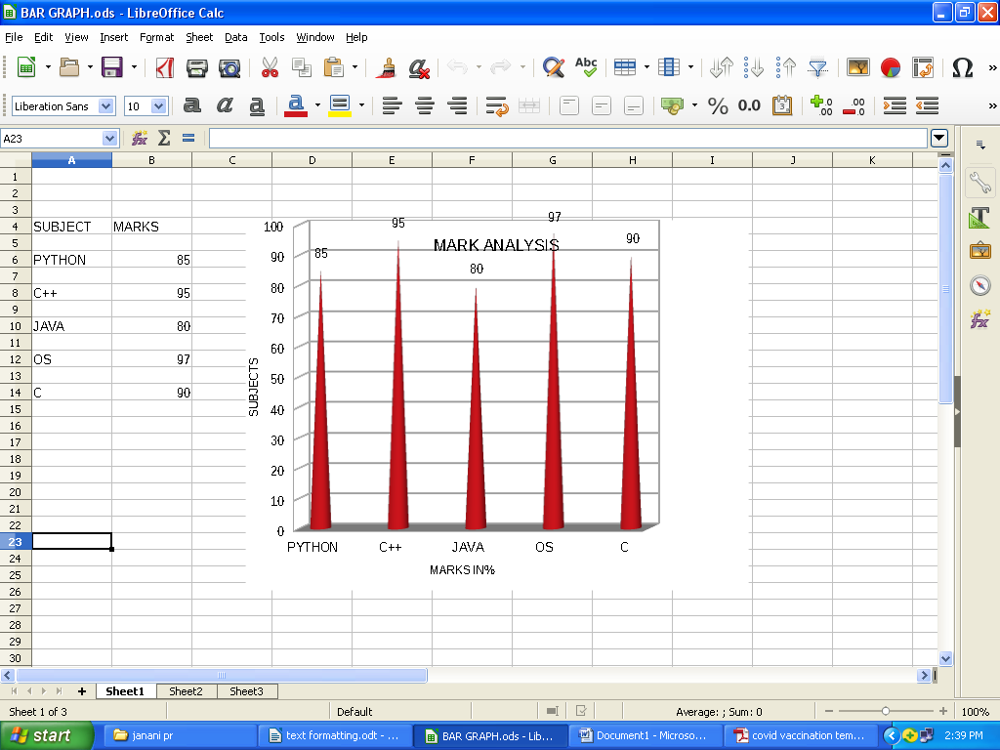 BAR GRAPH.ods - LibreOffice Calc
File Edit View Insert Format Sheet Data Tools Window Help
Abc
Liberation Sans 10 a a a a % 0.0
A23 fx Σ =
A B C D E F G H I J K
1
2
3
4 SUBJECT MARKS
5
6 PYTHON 85
7
8 C++ 95
9
10 JAVA 80
11
12 OS 97
13
14 C 90
15
16
17
18
19
20
21
22
23
24
25
26
27
28
29
30
MARK ANALYSIS
85 95 80 97 90
100
90
80
70
60
50
40
30
20
10
0
SUBJECTS
PYTHON C++ JAVA OS C
MARKS IN%
Sheet1 Sheet2 Sheet3
Sheet 1 of 3 Default Average: ; Sum: 0 100%
start janani pr text formatting.odt - ... BAR GRAPH.ods - Lib... Document1 - Microso... covid vaccination tem... 2:39 PM